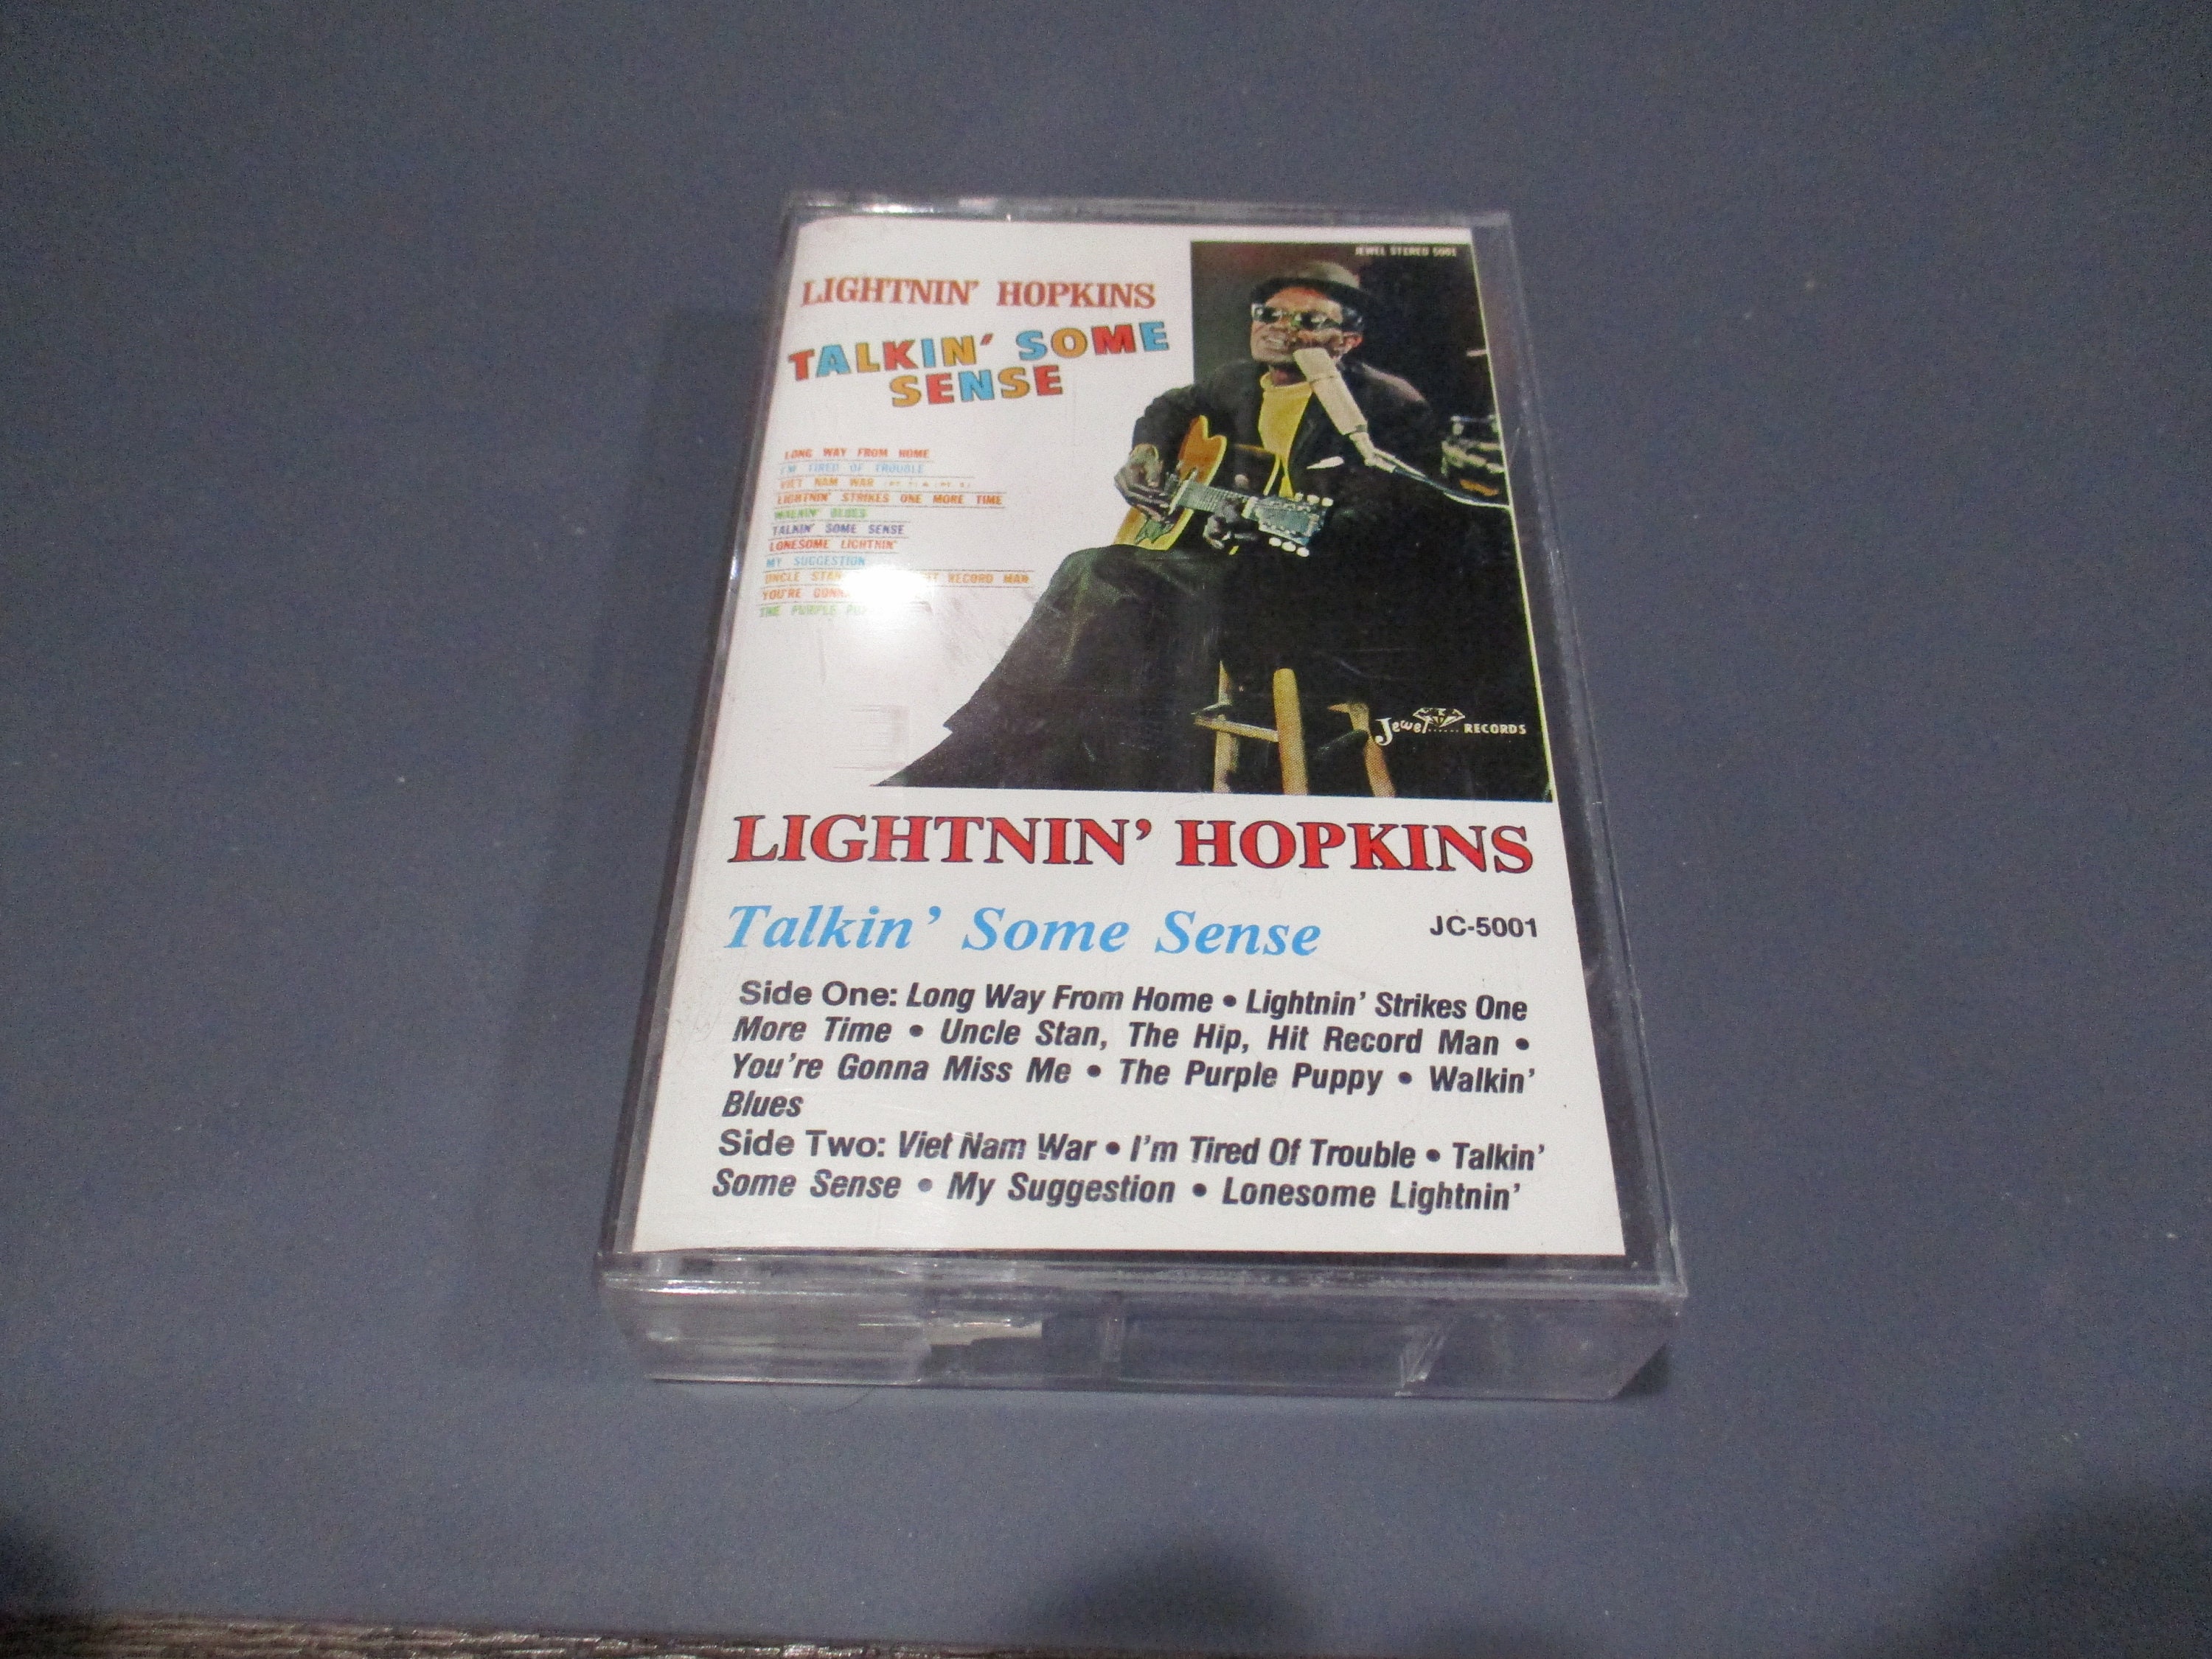 JEWEL STEREO 5001
LIGHTNIN' HOPKINS
TALKIN' SOME
SENSE
LONG WAY FROM HOME
I'M TIRED OF TROUBLE
VIET NAM WAR
LIGHTNIN' STRIKES ONE MORE TIME
WALKIN' BLUES
TALKIN' SOME SENSE
LONESOME LIGHTNIN'
MY SUGGESTION
UNCLE STAN RECORD MAN
YOU'RE
THE PURPLE
Jewel...... RECORDS
LIGHTNIN' HOPKINS
Talkin' Some Sense
JC-5001
Side One: Long Way From Home • Lightnin' Strikes One
More Time • Uncle Stan, The Hip, Hit Record Man •
You're Gonna Miss Me • The Purple Puppy • Walkin'
Blues
Side Two: Viet Nam War • I'm Tired Of Trouble • Talkin'
Some Sense • My Suggestion • Lonesome Lightnin'